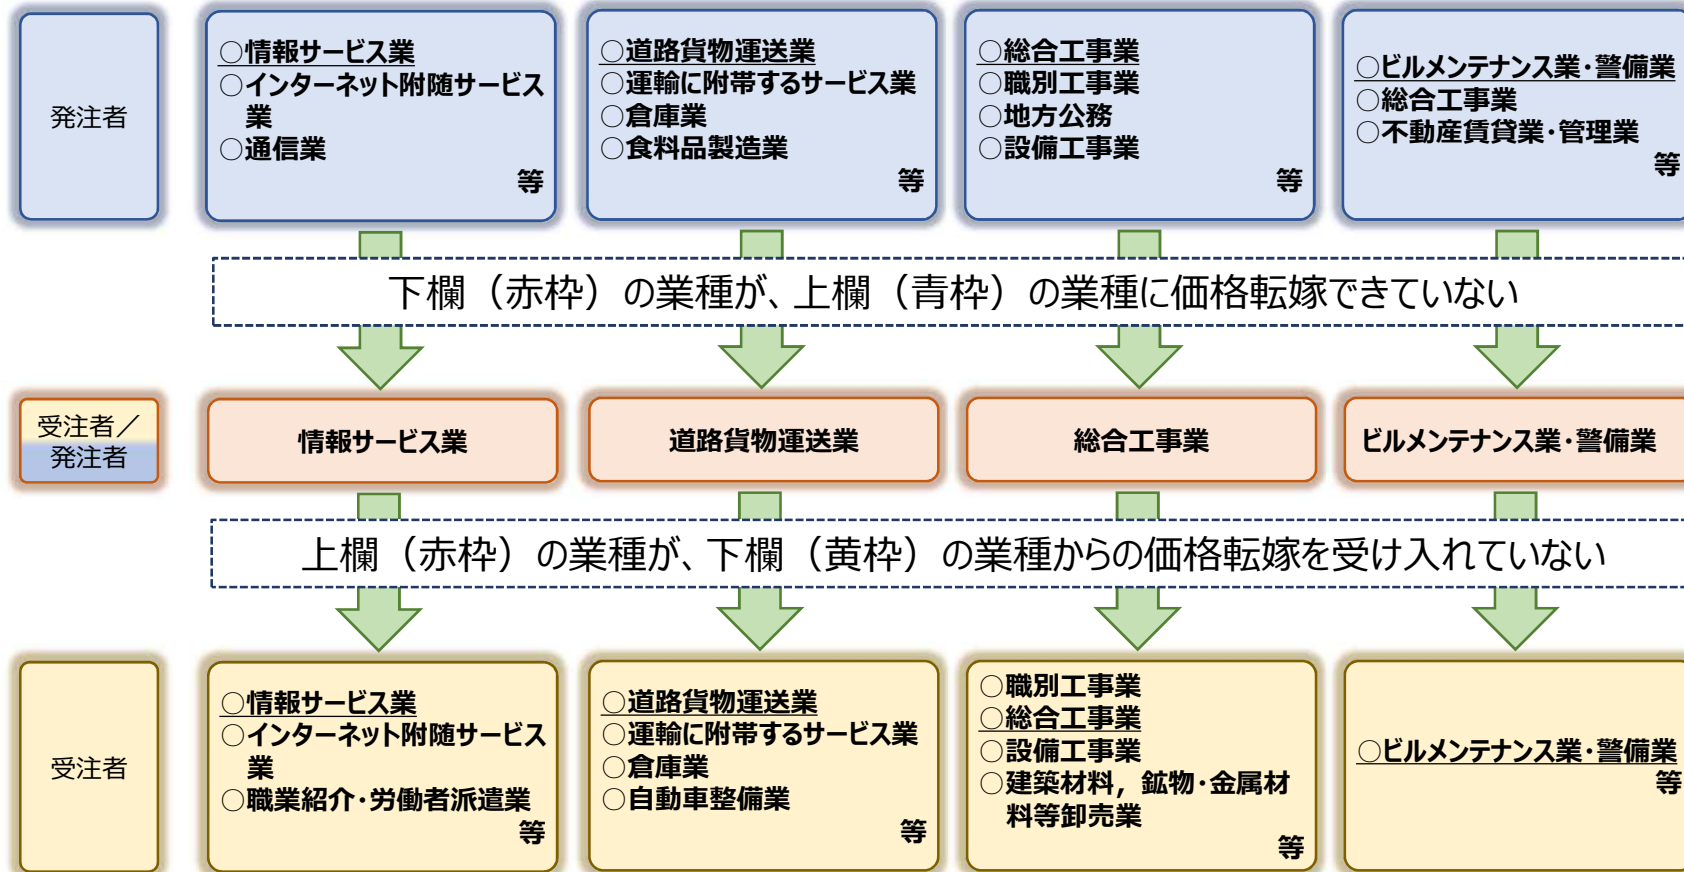 発注者
○情報サービス業
○インターネット附随サービス
業
○通信業
等
○道路貨物運送業
○運輸に附帯するサービス業
○倉庫業
○食料品製造業
等
○総合工事業
○職別工事業
○地方公務
○設備工事業
等
○ビルメンテナンス業・警備業
○総合工事業
○不動産賃貸業・管理業
等
下欄（赤枠）の業種が、上欄（青枠）の業種に価格転嫁できていない
受注者／
発注者
情報サービス業
道路貨物運送業
総合工事業
ビルメンテナンス業・警備業
上欄（赤枠）の業種が、下欄（黄枠）の業種からの価格転嫁を受け入れていない
受注者
○情報サービス業
○インターネット附随サービス
業
○職業紹介・労働者派遣業
等
○道路貨物運送業
○運輸に附帯するサービス業
○倉庫業
○自動車整備業
等
○職別工事業
○総合工事業
○設備工事業
○建築材料，鉱物・金属材
料等卸売業
等
○ビルメンテナンス業・警備業
等